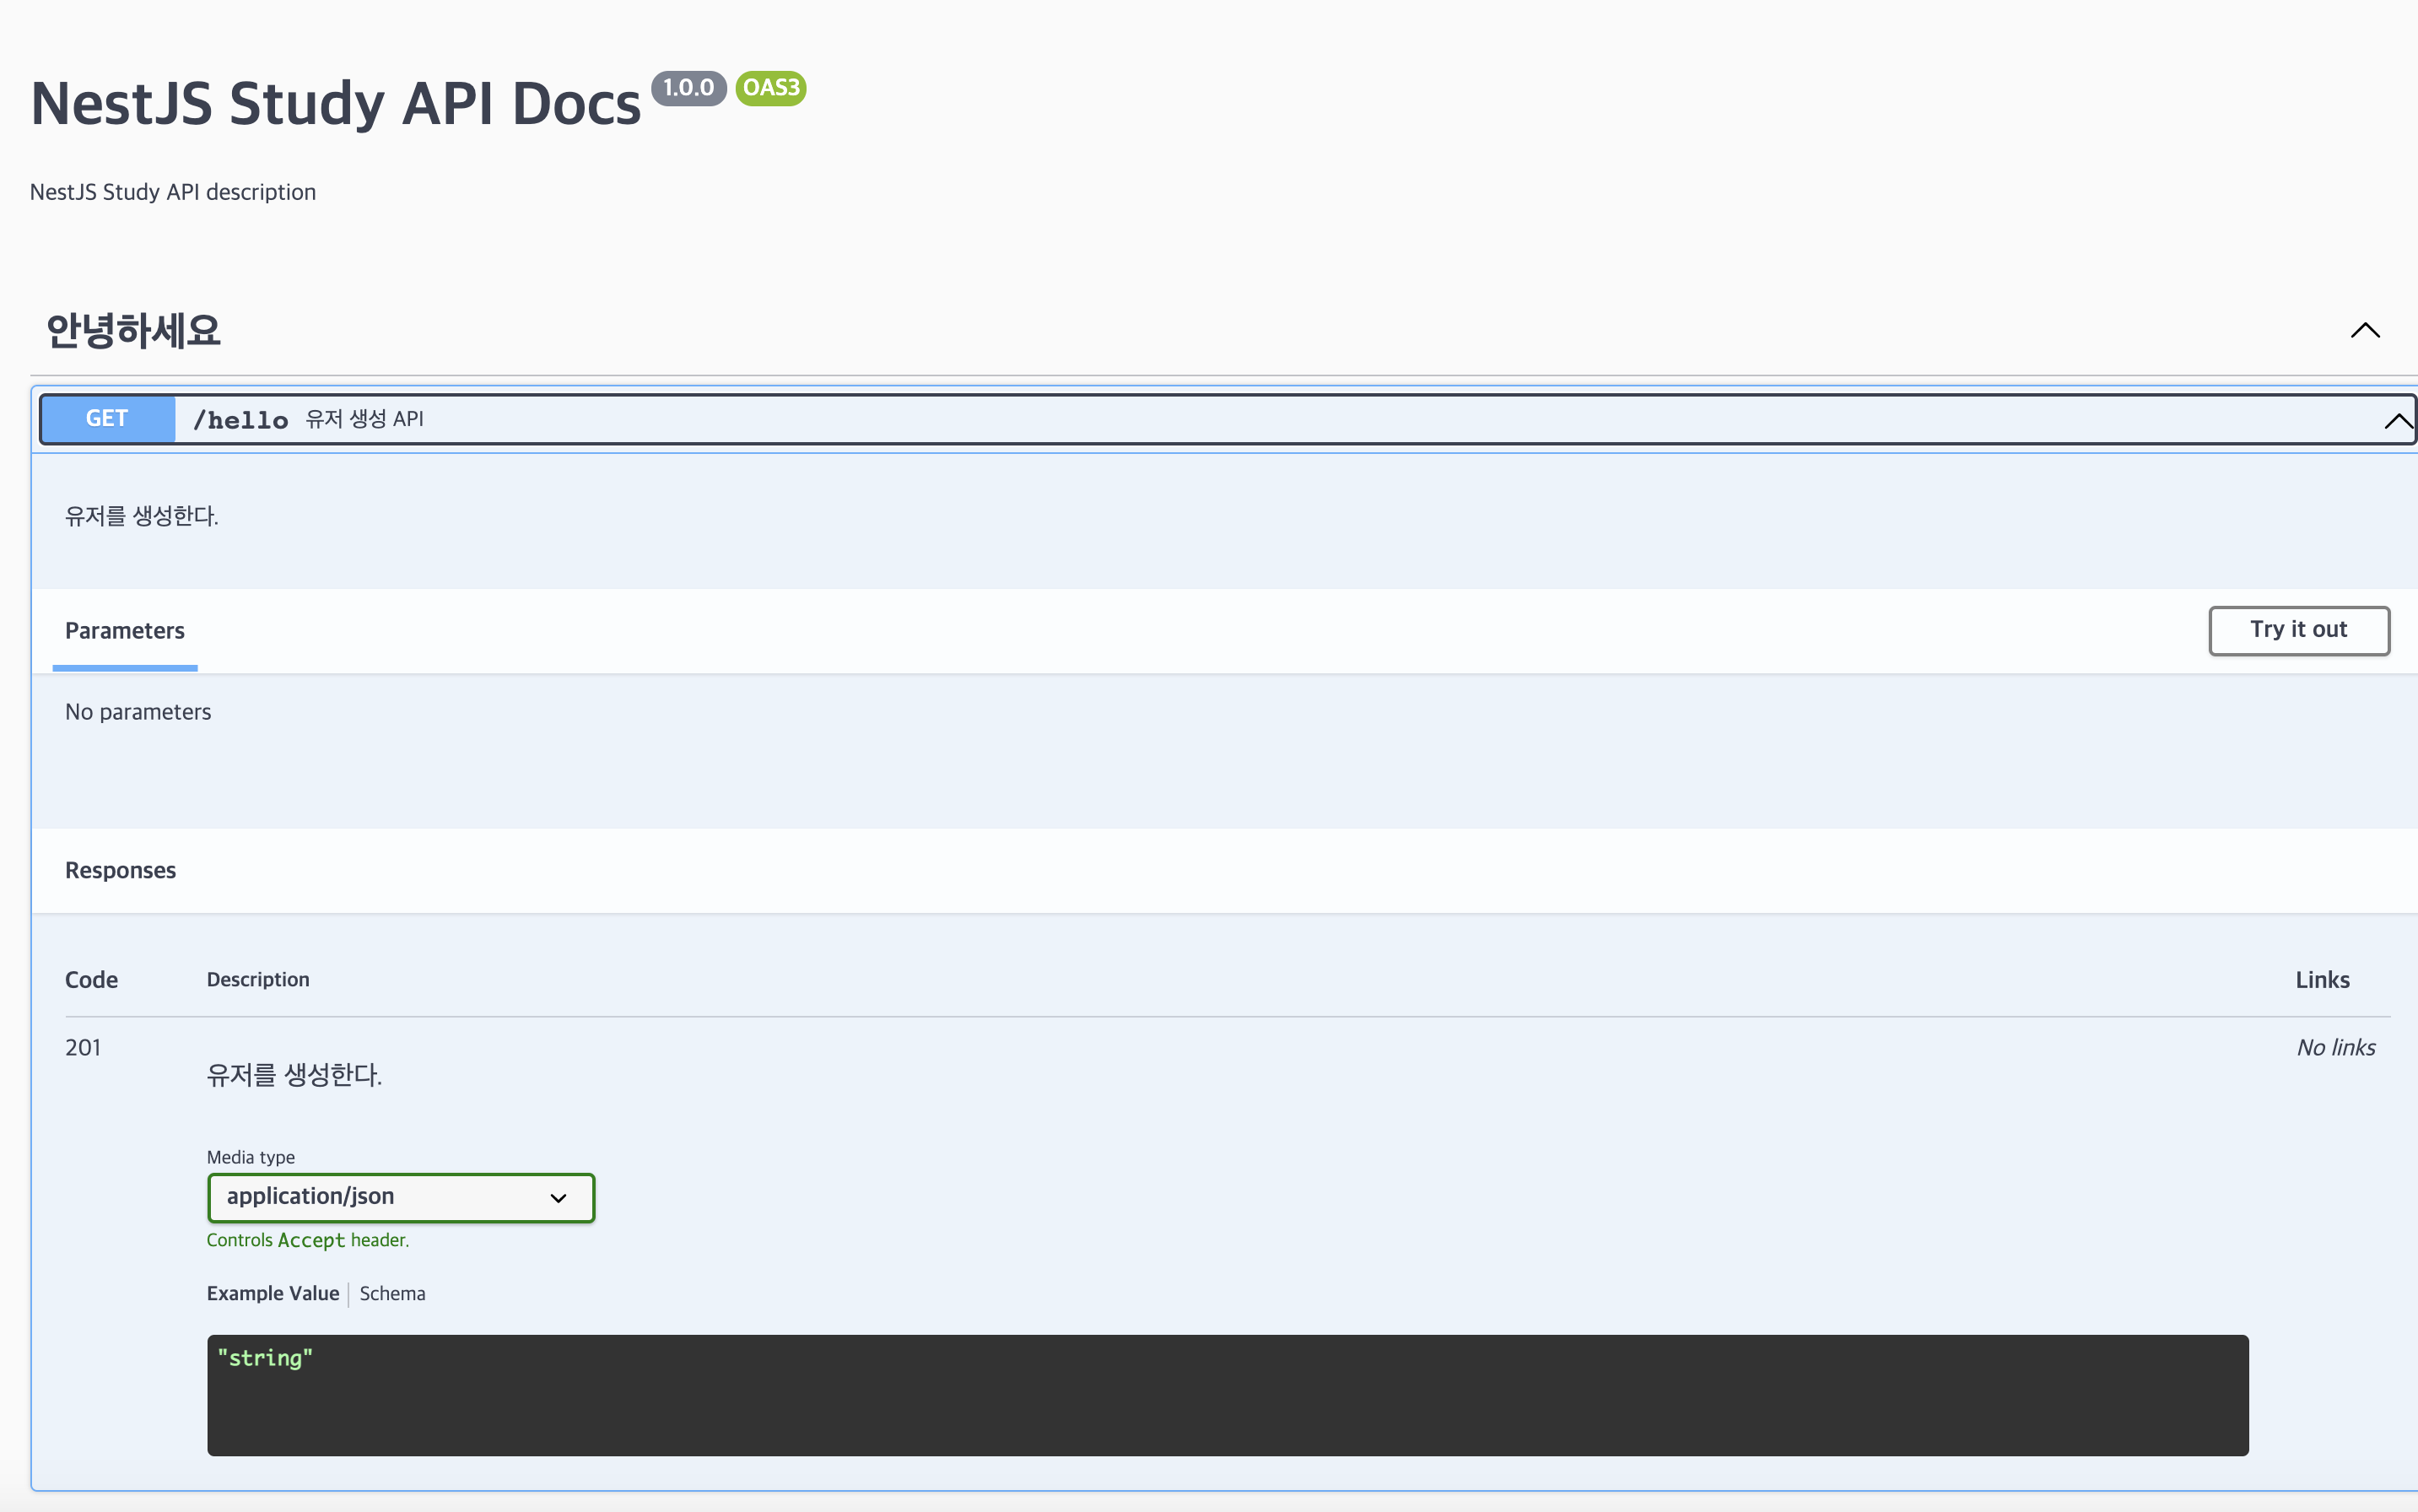 NestJS Study API Docs 1.0.0 OAS3
NestJS Study API description
안녕하세요
GET /hello 유저 생성 API
유저를 생성한다.
Parameters Try it out
No parameters
Responses
Code Description Links
201 No links
유저를 생성한다.
Media type
application/json
Controls Accept header.
Example Value Schema
"string"